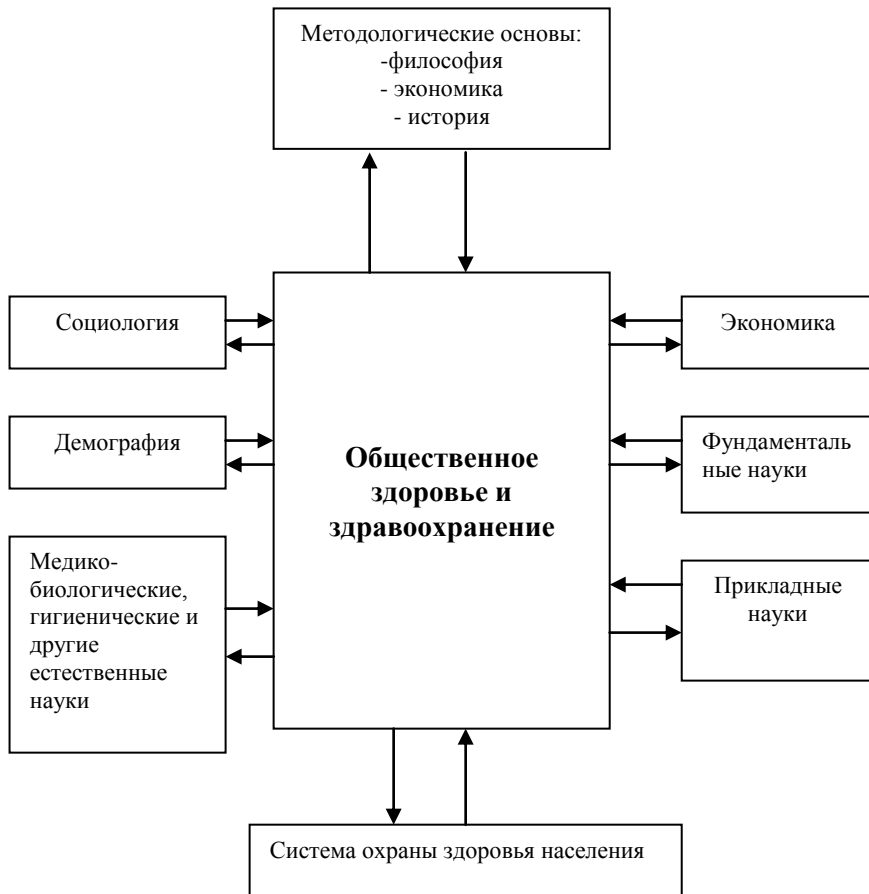 Методологические основы:
-философия
- экономика
- история
Социология
Экономика
Демография
Фундаменталь
ные науки
Общественное
здоровье и
здравоохранение
Медико-
биологические,
гигиенические и
другие
естественные
науки
Прикладные
науки
Система охраны здоровья населения